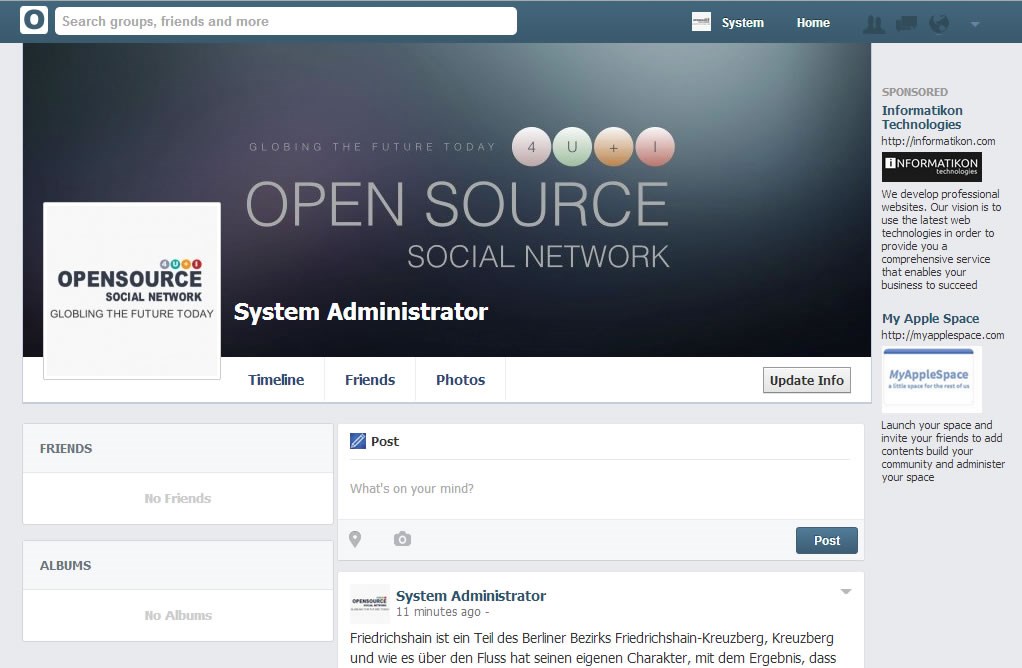 O
Search groups, friends and more
System
Home
GLOBING THE FUTURE TODAY
4 U + I
OPEN SOURCE
SOCIAL NETWORK
4 U + I
OPENSOURCE
SOCIAL NETWORK
GLOBLING THE FUTURE TODAY
System Administrator
Timeline
Friends
Photos
Update Info
SPONSORED
Informatikon
Technologies
http://informatikon.com
iNFORMATIKON
technologies
We develop professional
websites. Our vision is to
use the latest web
technologies in order to
provide you a
comprehensive service
that enables your
business to succeed
My Apple Space
http://myapplespace.com
MyAppleSpace
a little space for the rest of us
Launch your space and
invite your friends to add
contents build your
community and administer
your space
FRIENDS
No Friends
ALBUMS
No Albums
Post
What's on your mind?
Post
OPENSOURCE
System Administrator
11 minutes ago -
Friedrichshain ist ein Teil des Berliner Bezirks Friedrichshain-Kreuzberg, Kreuzberg
und wie es über den Fluss hat seinen eigenen Charakter, mit dem Ergebnis, dass